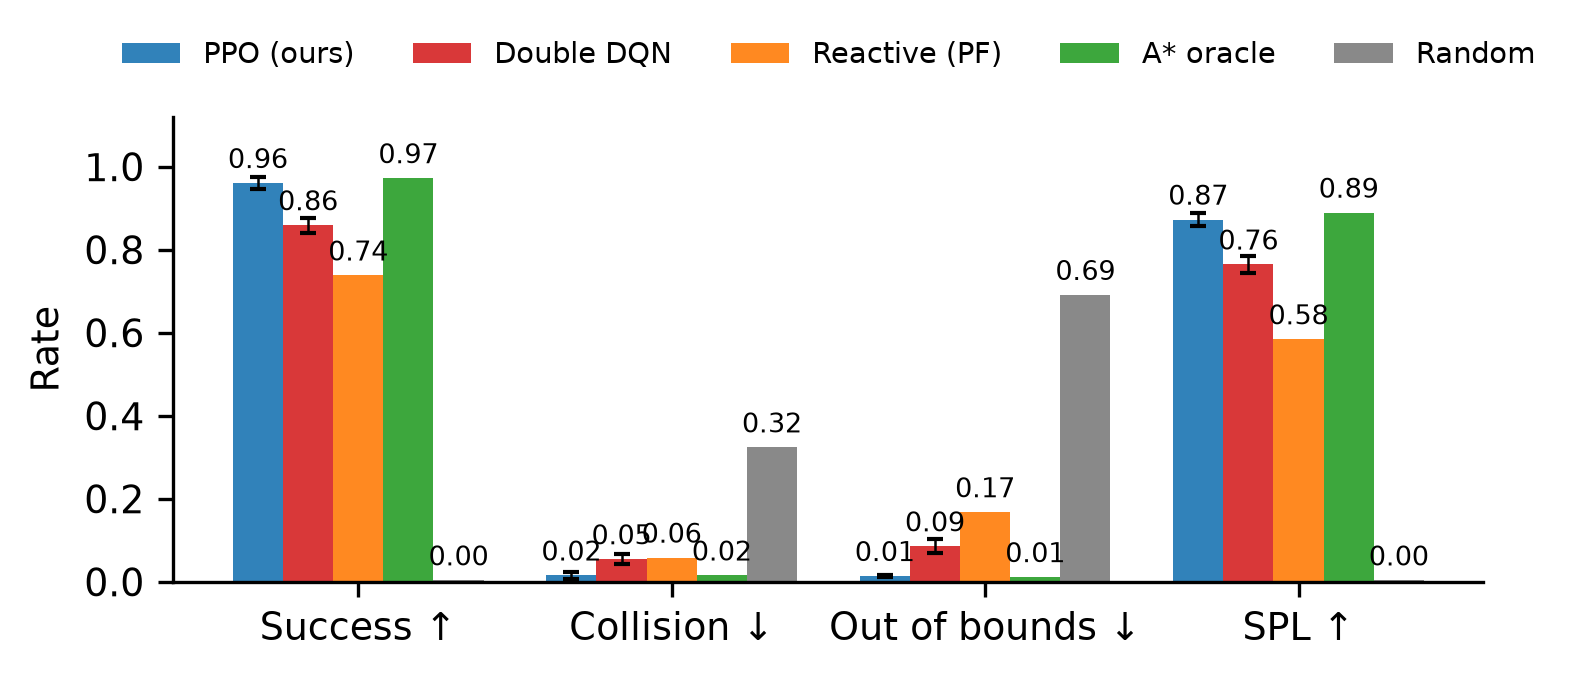 PPO (ours) Double DQN Reactive (PF) A* oracle Random
Rate
1.0
0.8
0.6
0.4
0.2
0.0
0.96 0.86 0.74 0.97 0.00
0.02 0.05 0.06 0.02 0.32
0.01 0.09 0.17 0.01 0.69
0.87 0.76 0.58 0.89 0.00
Success ↑ Collision ↓ Out of bounds ↓ SPL ↑